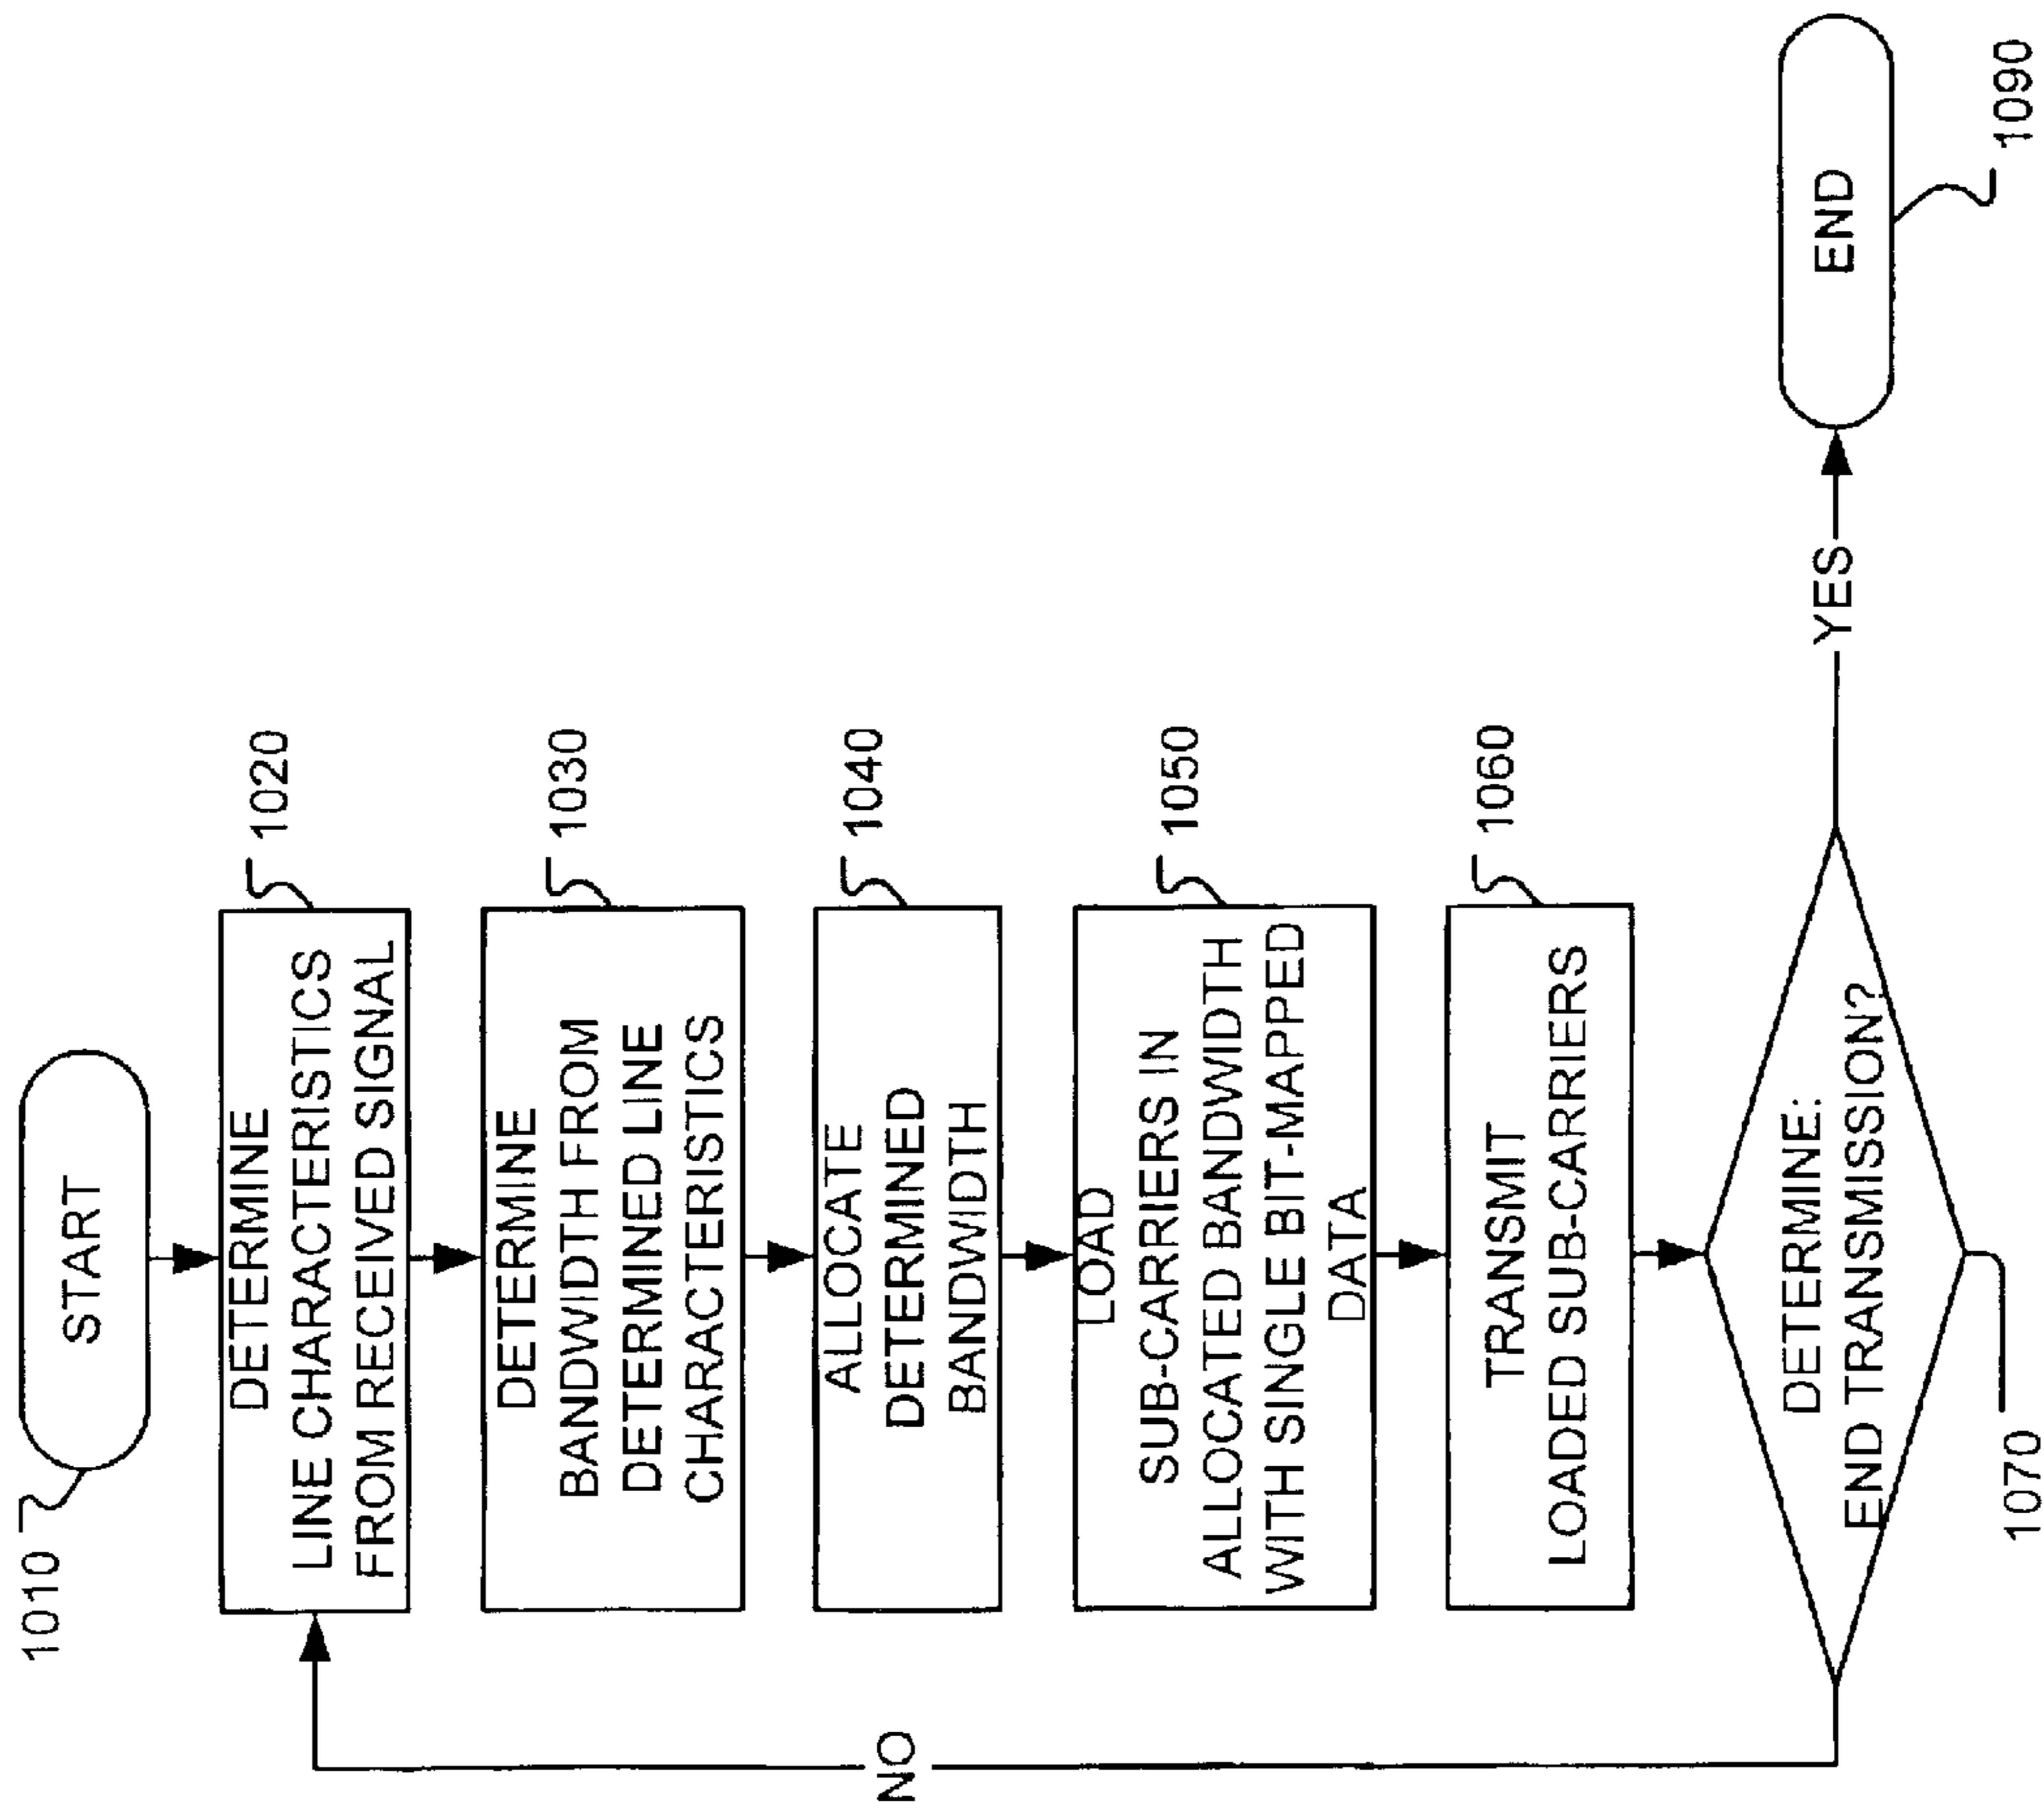 1010
START
1020
DETERMINE
LINE CHARACTERISTICS
FROM RECEIVED SIGNAL
1030
DETERMINE
BANDWIDTH FROM
DETERMINED LINE
CHARACTERISTICS
1040
ALLOCATE
DETERMINED
BANDWIDTH
1050
LOAD
SUB-CARRIERS IN
ALLOCATED BANDWIDTH
WITH SINGLE BIT-MAPPED
DATA
1060
TRANSMIT
LOADED SUB-CARRIERS
DETERMINE:
END TRANSMISSION?
1070
NO
YES
END
1090